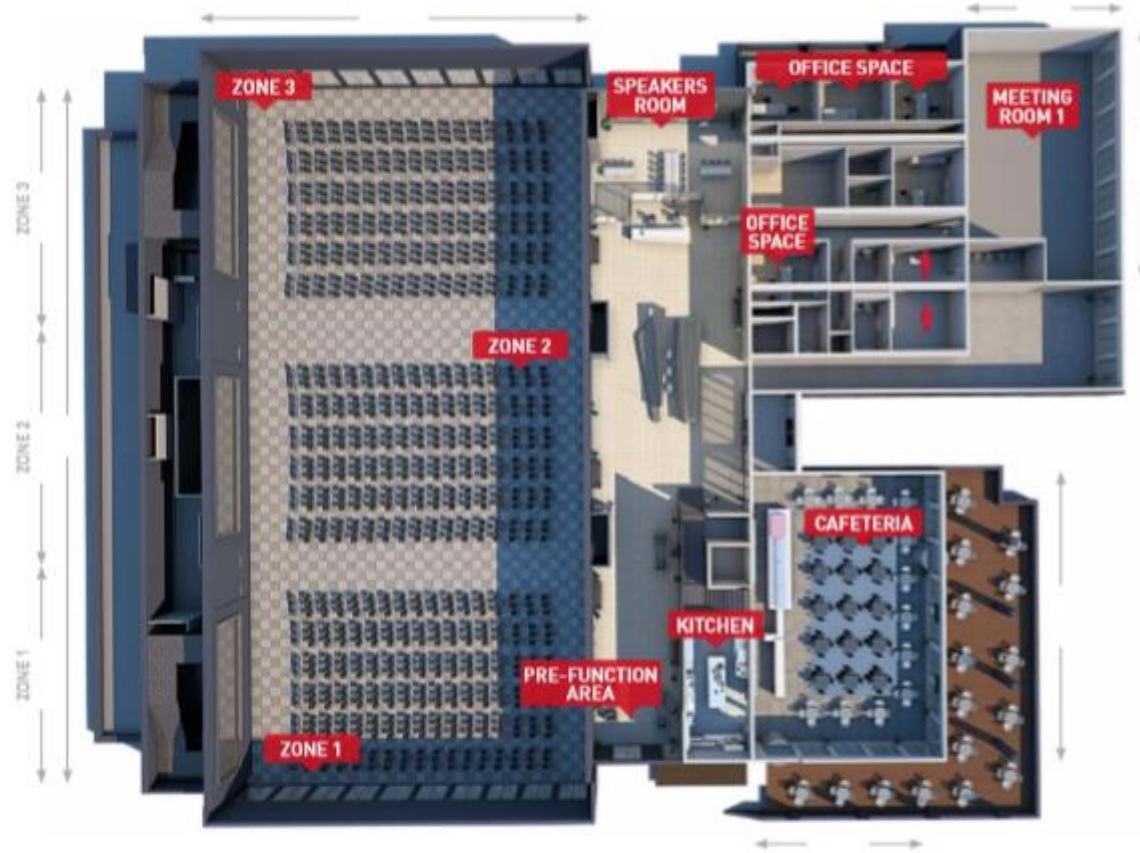 ZONE 3
SPEAKERS
ROOM
OFFICE SPACE
MEETING
ROOM 1
ZONE 3
OFFICE
SPACE
ZONE 2
ZONE 2
CAFETERIA
KITCHEN
PRE-FUNCTION
AREA
ZONE 1
ZONE 1